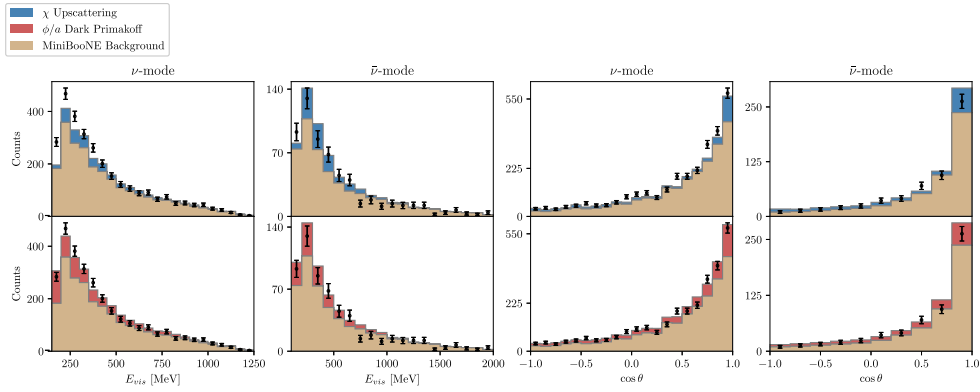 χ Upscattering
ϕ/a Dark Primakoff
MiniBooNE Background
ν-mode
ν̄-mode
ν-mode
ν̄-mode
Counts
400
200
0
140
70
0
550
225
0
250
125
0
Counts
400
200
0
250 500 750 1000 1250
E_vis [MeV]
140
70
0
500 1000 1500 2000
E_vis [MeV]
550
225
0
−1.0 −0.5 0.0 0.5 1.0
cos θ
250
125
0
−1.0 −0.5 0.0 0.5 1.0
cos θ